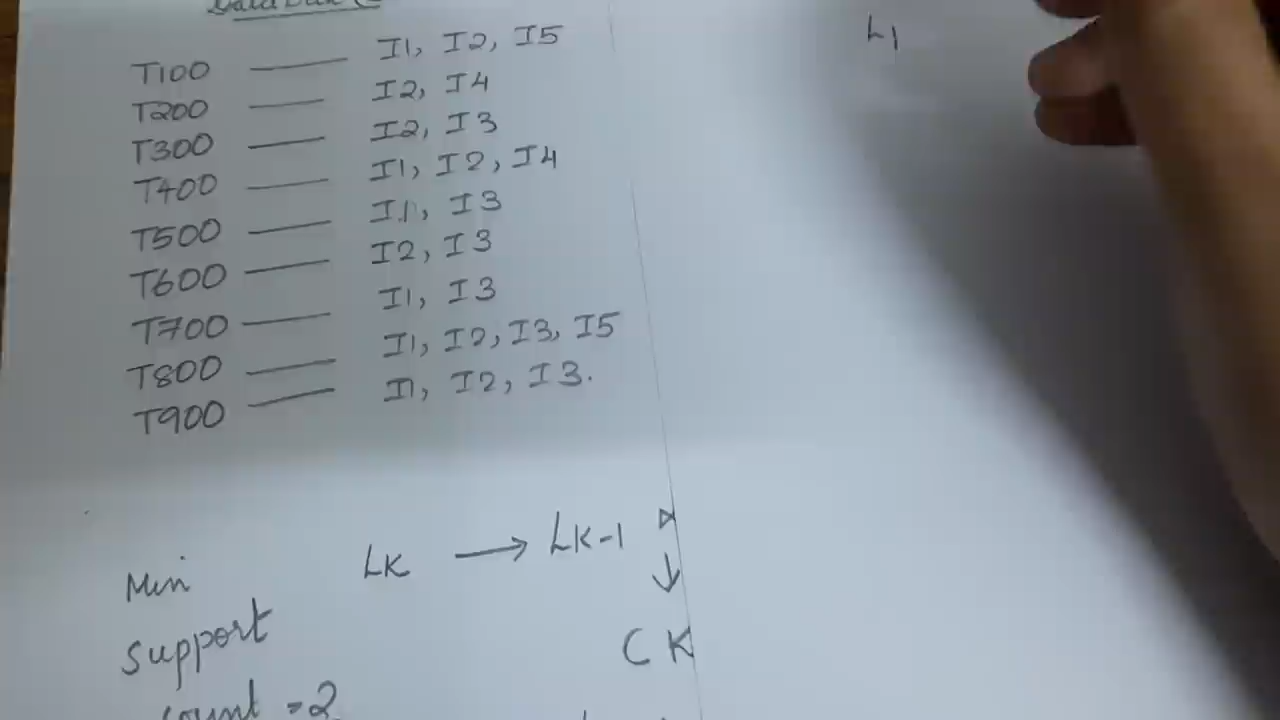 T100 I1, I2, I5
T200 I2, I4
T300 I2, I3
T400 I1, I2, I4
T500 I1, I3
T600 I2, I3
T700 I1, I3
T800 I1, I2, I3, I5
T900 I1, I2, I3.
L1
LK → LK-1 ⋈
↓
CK
Min
Support
count = 2